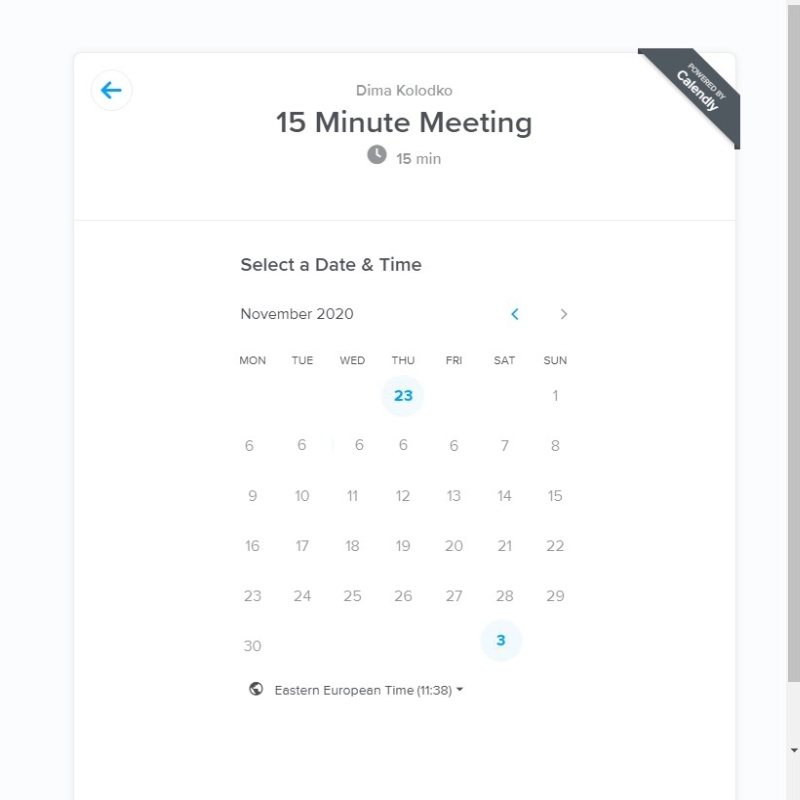 POWERED BY
Calendly
Dima Kolodko
15 Minute Meeting
15 min
Select a Date & Time
November 2020
MON TUE WED THU FRI SAT SUN
23 1
6 6 6 6 6 7 8
9 10 11 12 13 14 15
16 17 18 19 20 21 22
23 24 25 26 27 28 29
30 3
Eastern European Time (11:38)